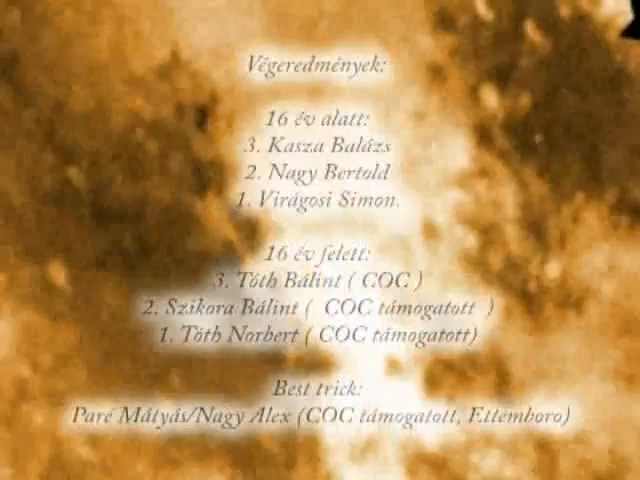 Végeredmények:
16 év alatt:
3. Kasza Balázs
2. Nagy Bertold
1. Virágosi Simon.
16 év felett:
3. Tóth Bálint ( COC )
2. Szikora Bálint (  COC támogatott  )
1. Tóth Norbert ( COC támogatott)
Best trick:
Paré Mátyás/Nagy Alex (COC támogatott, Ettemboro)